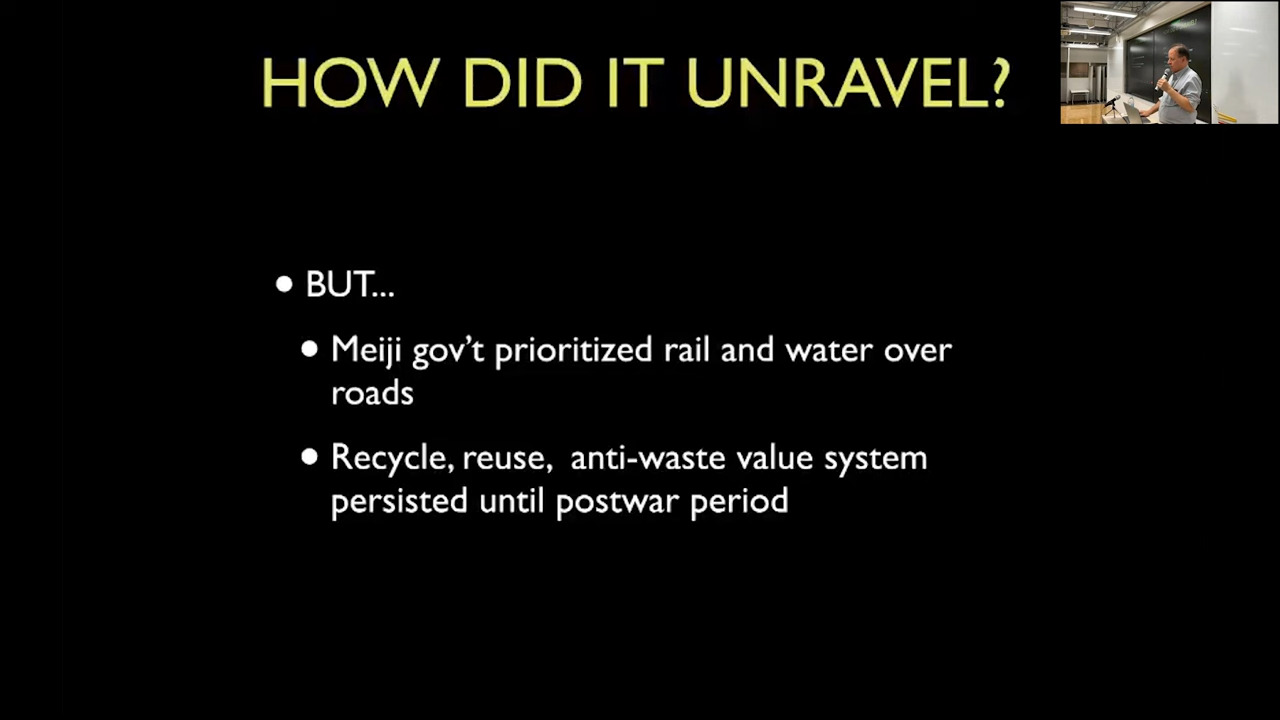 HOW DID IT UNRAVEL?
• BUT...
• Meiji gov't prioritized rail and water over
roads
• Recycle, reuse,  anti-waste value system
persisted until postwar period